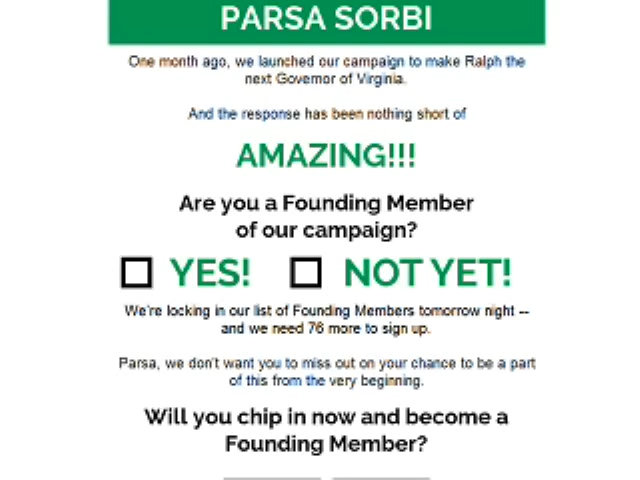 PARSA SORBI
One month ago, we launched our campaign to make Ralph the
next Governor of Virginia.
And the response has been nothing short of
AMAZING!!!
Are you a Founding Member
of our campaign?
YES! NOT YET!
We're locking in our list of Founding Members tomorrow night --
and we need 76 more to sign up.
Parsa, we don't want you to miss out on your chance to be a part
of this from the very beginning.
Will you chip in now and become a
Founding Member?